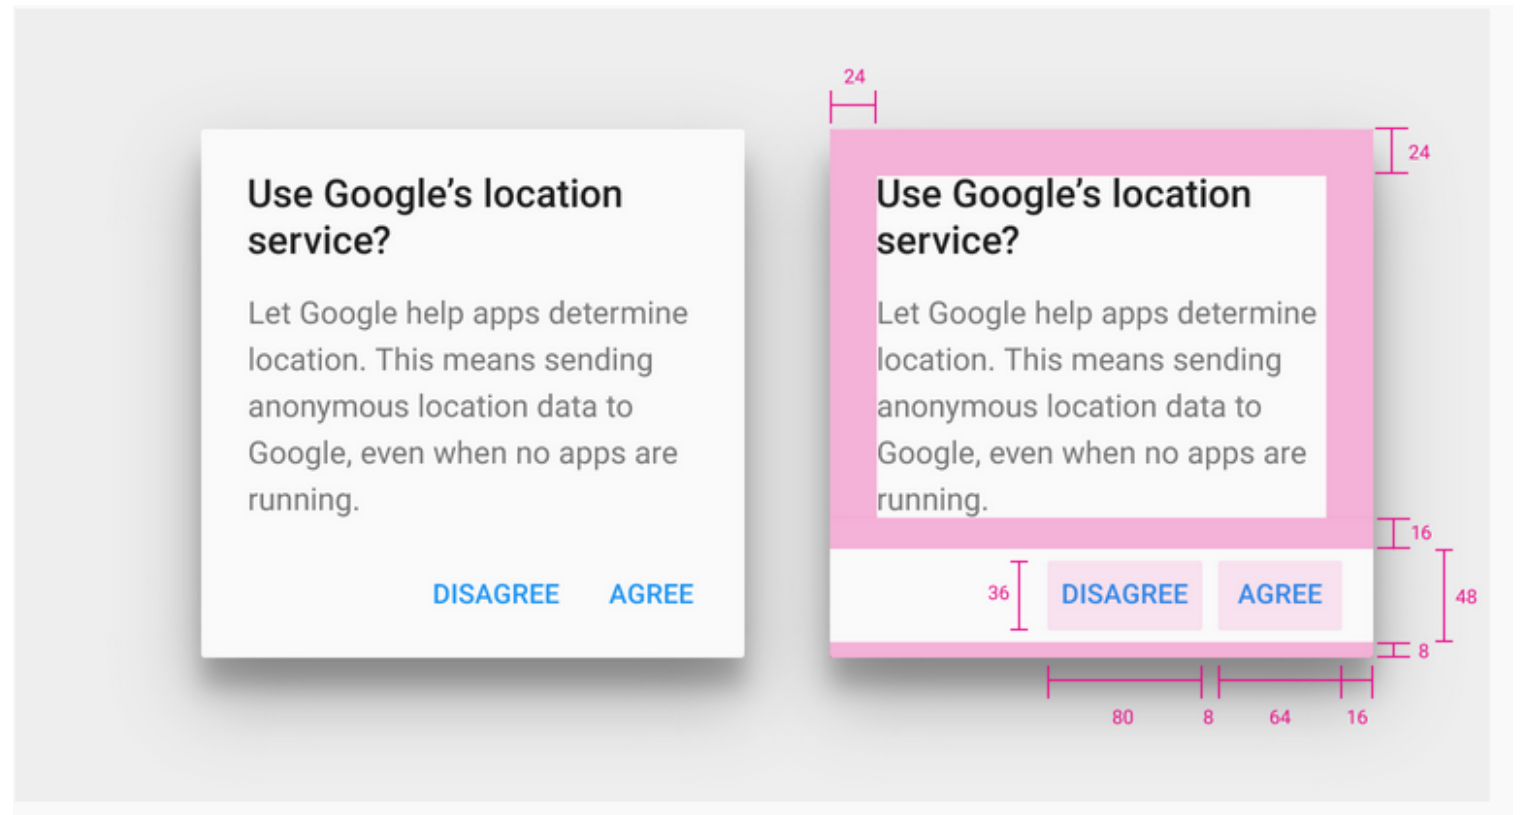 Use Google’s location
service?
Let Google help apps determine
location. This means sending
anonymous location data to
Google, even when no apps are
running.
DISAGREE AGREE
24
24
Use Google’s location
service?
Let Google help apps determine
location. This means sending
anonymous location data to
Google, even when no apps are
running.
16
36
DISAGREE AGREE
48
8
80 8 64 16